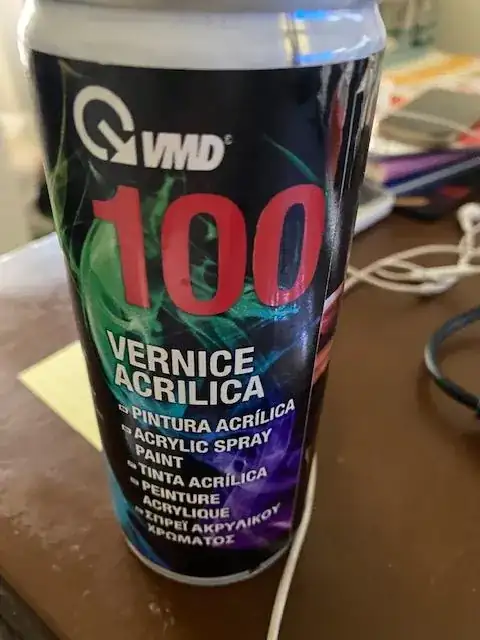 VMD®
100
VERNICE
ACRILICA
PINTURA ACRÍLICA
ACRYLIC SPRAY
PAINT
TINTA ACRÍLICA
PEINTURE
ACRYLIQUE
ΣΠΡΕΪ ΑΚΡΥΛΙΚΟΥ
ΧΡΩΜΑΤΟΣ